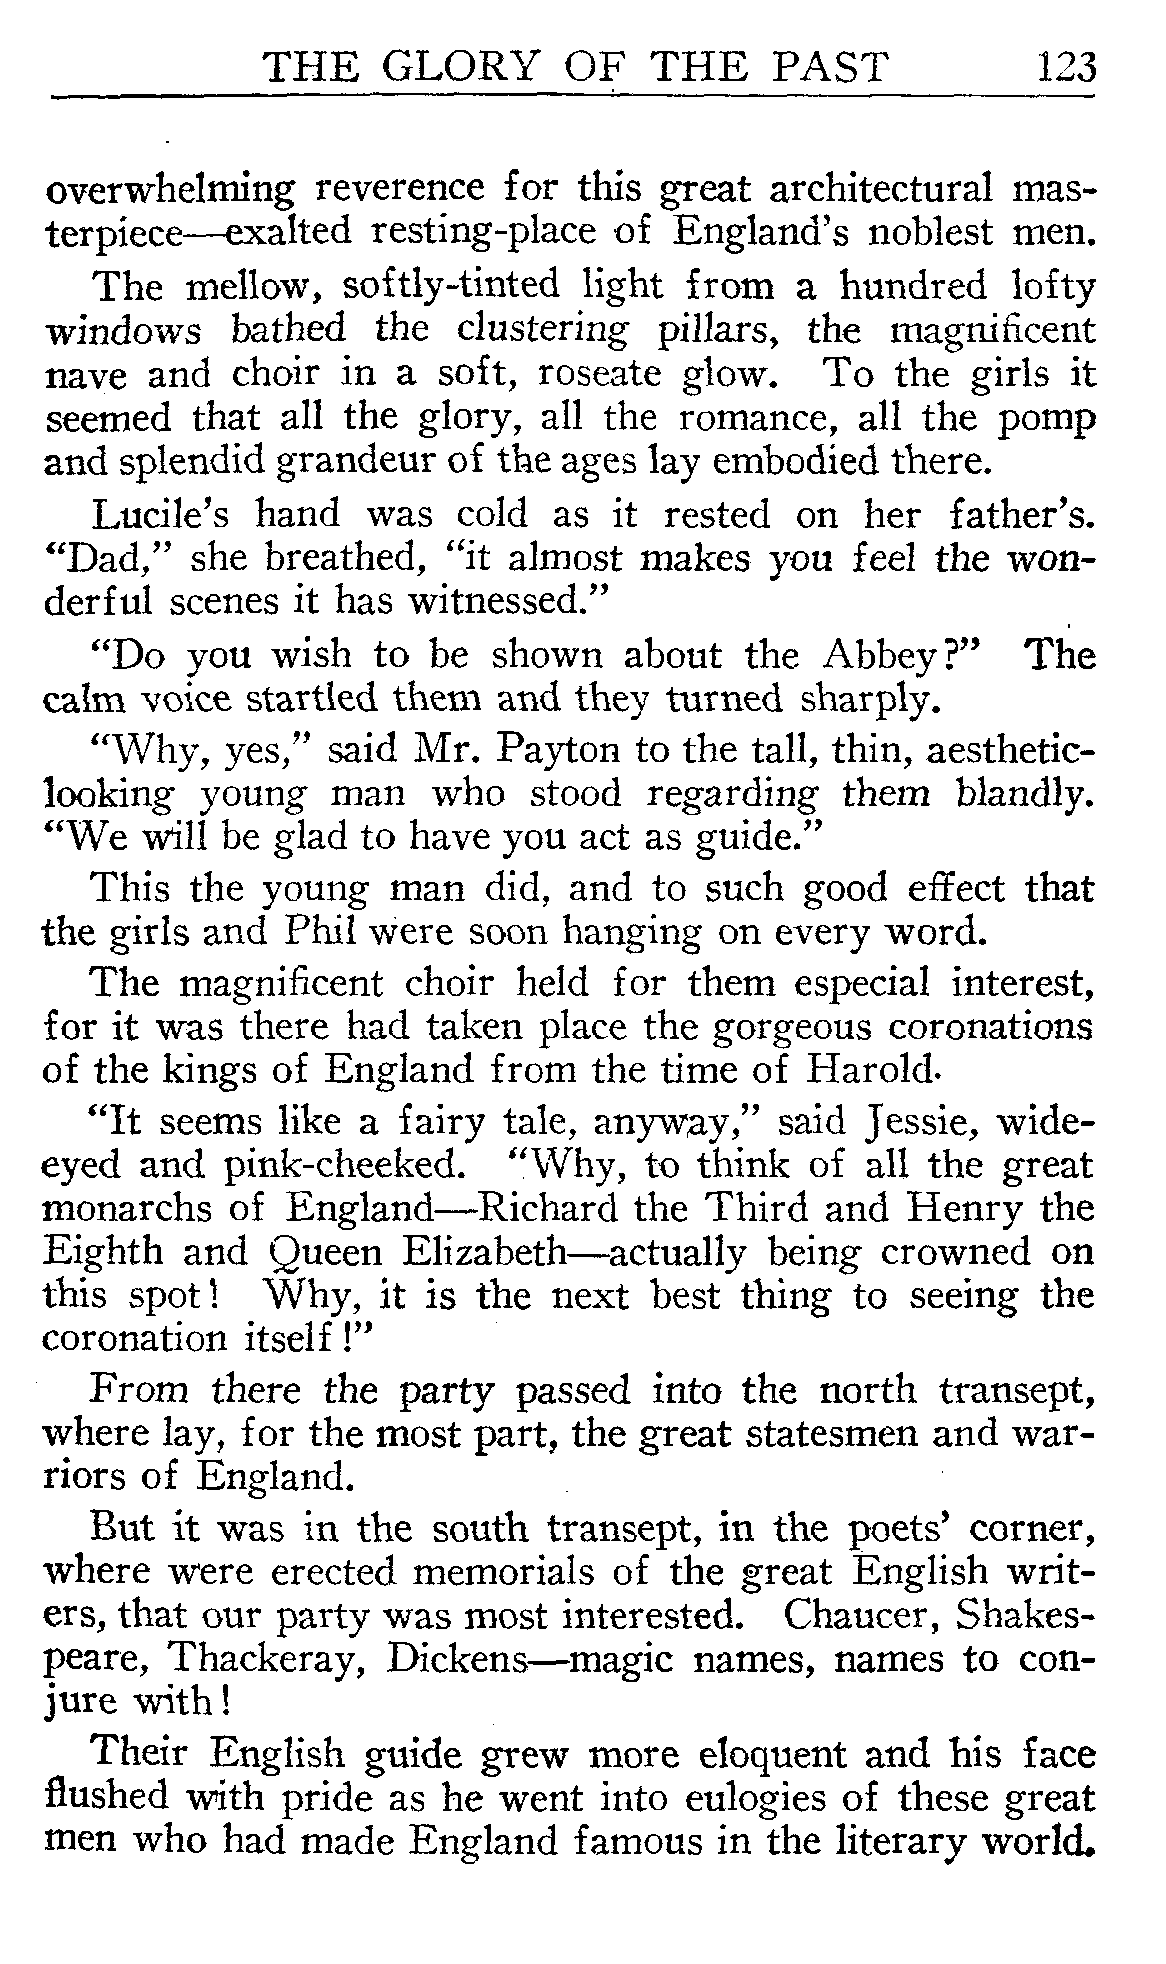 THE GLORY OF THE PAST 123
overwhelming reverence for this great architectural mas-
terpiece—exalted resting-place of England's noblest men.
The mellow, softly-tinted light from a hundred lofty
windows bathed the clustering pillars, the magnificent
nave and choir in a soft, roseate glow. To the girls it
seemed that all the glory, all the romance, all the pomp
and splendid grandeur of the ages lay embodied there.
Lucile's hand was cold as it rested on her father's.
“Dad,” she breathed, “it almost makes you feel the won-
derful scenes it has witnessed.”
“Do you wish to be shown about the Abbey?” The
calm voice startled them and they turned sharply.
“Why, yes,” said Mr. Payton to the tall, thin, aesthetic-
looking young man who stood regarding them blandly.
“We will be glad to have you act as guide.”
This the young man did, and to such good effect that
the girls and Phil were soon hanging on every word.
The magnificent choir held for them especial interest,
for it was there had taken place the gorgeous coronations
of the kings of England from the time of Harold.
“It seems like a fairy tale, anyway,” said Jessie, wide-
eyed and pink-cheeked. “Why, to think of all the great
monarchs of England—Richard the Third and Henry the
Eighth and Queen Elizabeth—actually being crowned on
this spot! Why, it is the next best thing to seeing the
coronation itself!”
From there the party passed into the north transept,
where lay, for the most part, the great statesmen and war-
riors of England.
But it was in the south transept, in the poets' corner,
where were erected memorials of the great English writ-
ers, that our party was most interested. Chaucer, Shakes-
peare, Thackeray, Dickens—magic names, names to con-
jure with!
Their English guide grew more eloquent and his face
flushed with pride as he went into eulogies of these great
men who had made England famous in the literary world.